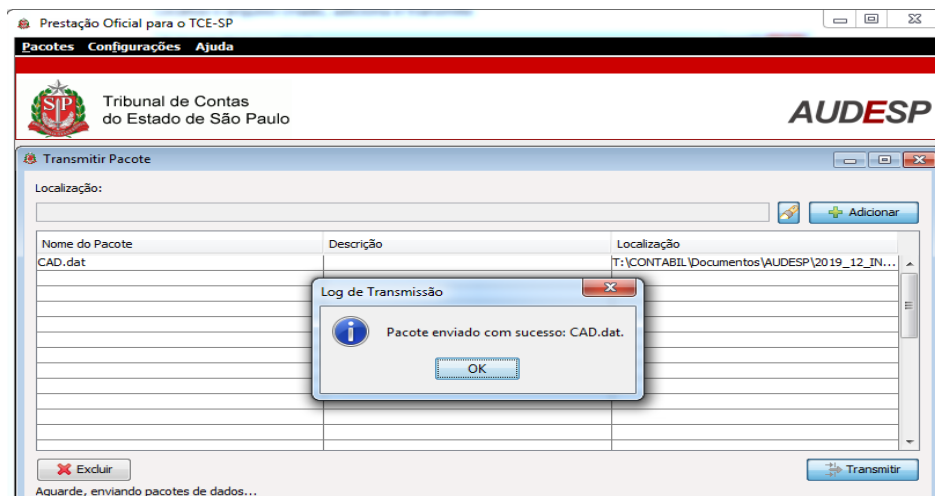 Prestação Oficial para o TCE-SP
Pacotes Configurações Ajuda
SP
Tribunal de Contas
do Estado de São Paulo
AUDESP
Transmitir Pacote
Localização:
Adicionar
Nome do Pacote Descrição Localização
CAD.dat T:\CONTABIL\Documentos\AUDESP\2019_12_IN...
Log de Transmissão
Pacote enviado com sucesso: CAD.dat.
OK
Excluir Transmitir
Aguarde, enviando pacotes de dados...